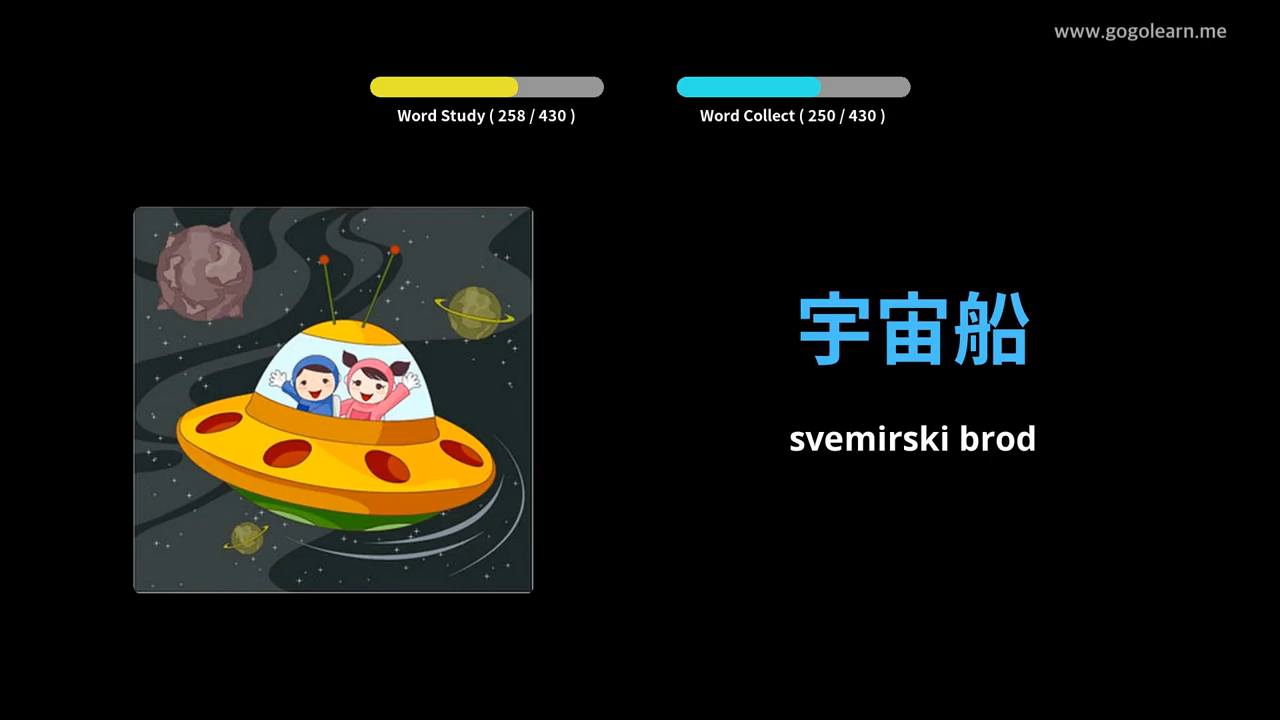 www.gogolearn.me
Word Study ( 258 / 430 )
Word Collect ( 250 / 430 )
宇宙船
svemirski brod